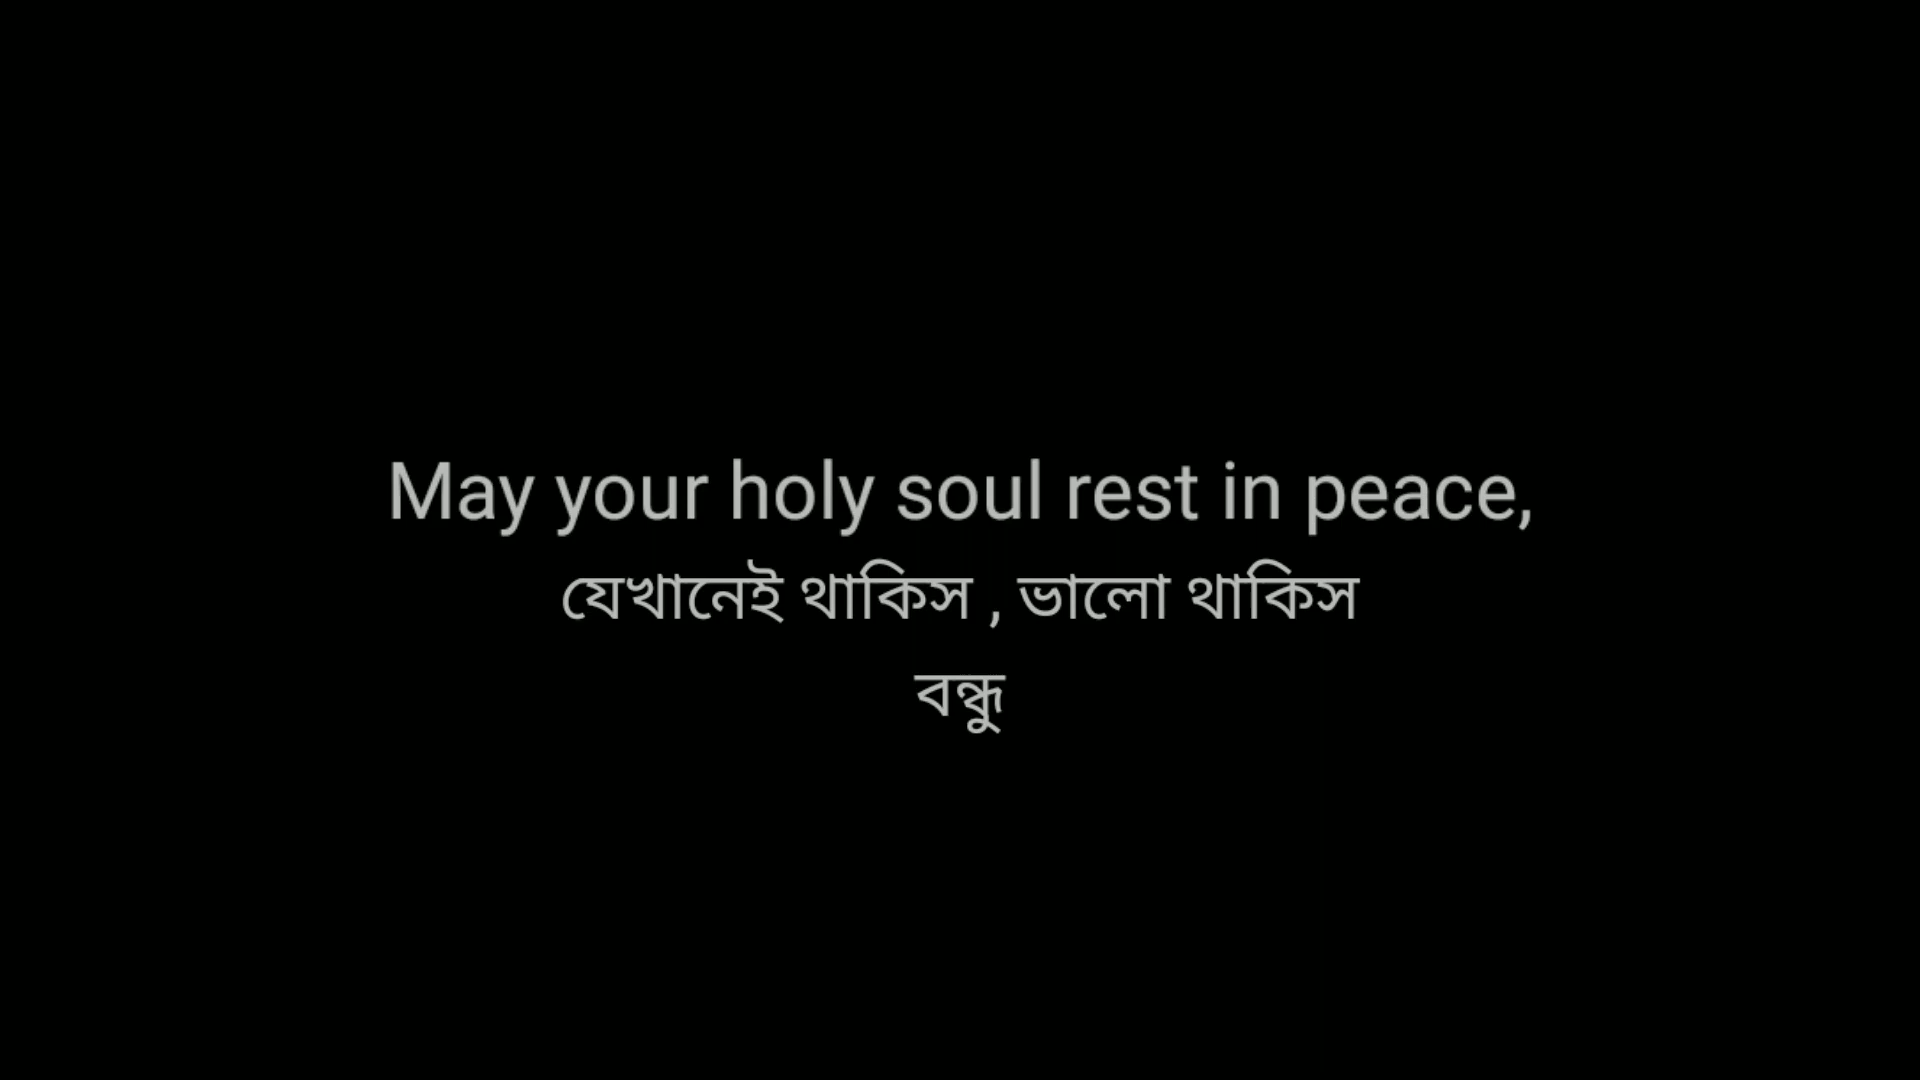 May your holy soul rest in peace,
যেখানেই থাকিস , ভালো থাকিস
বন্ধু